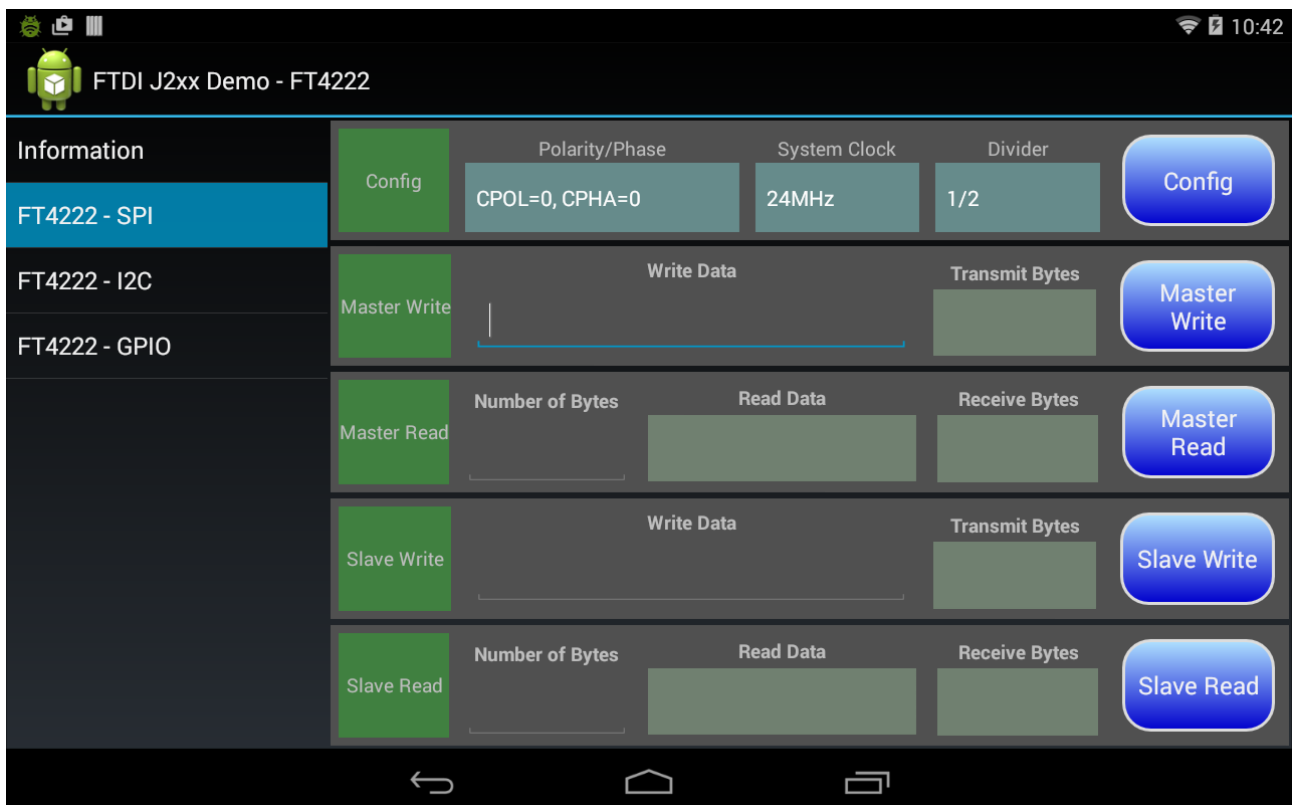 10:42
FTDI J2xx Demo - FT4222
Information
FT4222 - SPI
FT4222 - I2C
FT4222 - GPIO
Config
Polarity/Phase
CPOL=0, CPHA=0
System Clock
24MHz
Divider
1/2
Config
Master Write
Write Data
Transmit Bytes
Master
Write
Master Read
Number of Bytes
Read Data
Receive Bytes
Master
Read
Slave Write
Write Data
Transmit Bytes
Slave Write
Slave Read
Number of Bytes
Read Data
Receive Bytes
Slave Read